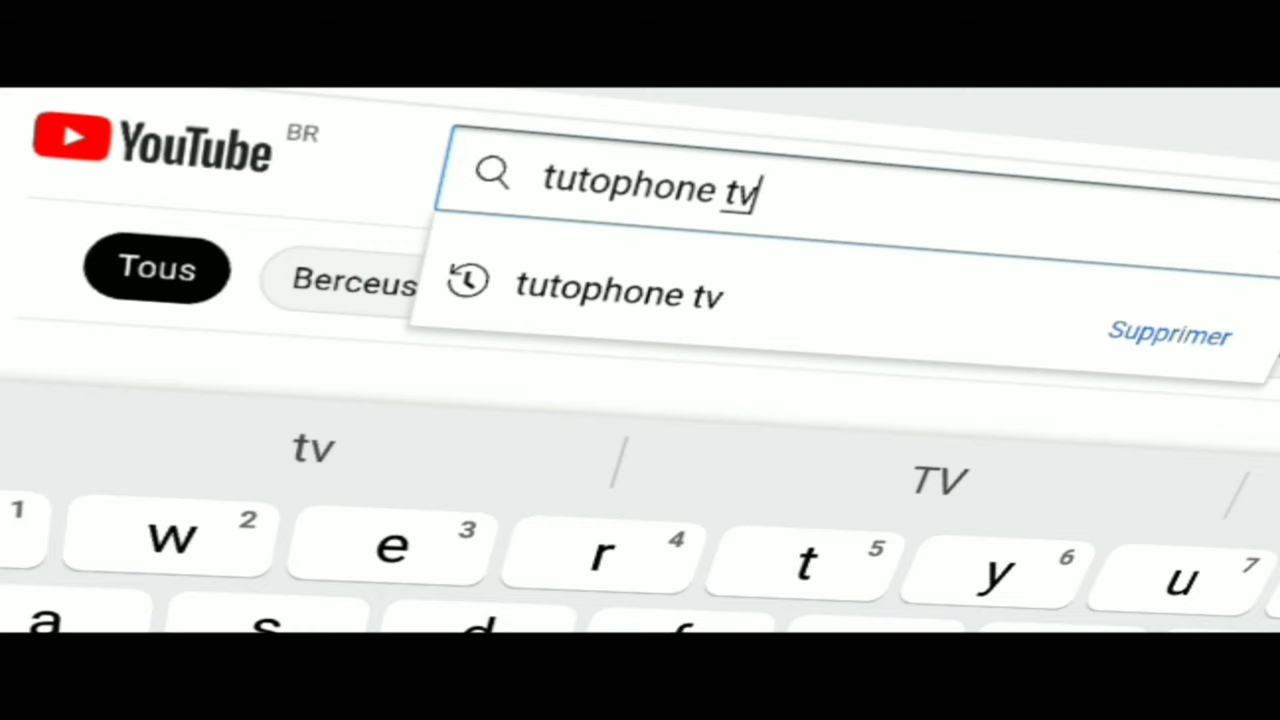 YouTube BR
tutophone tv
Tous
Berceus
tutophone tv
Supprimer
tv
TV
1
w 2
e 3
r 4
t 5
y 6
u 7
a
s
d
f